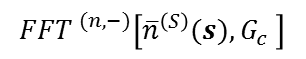 FFT ⁽ⁿ,⁻⁾[n̄⁽ˢ⁾(s), G_c ]